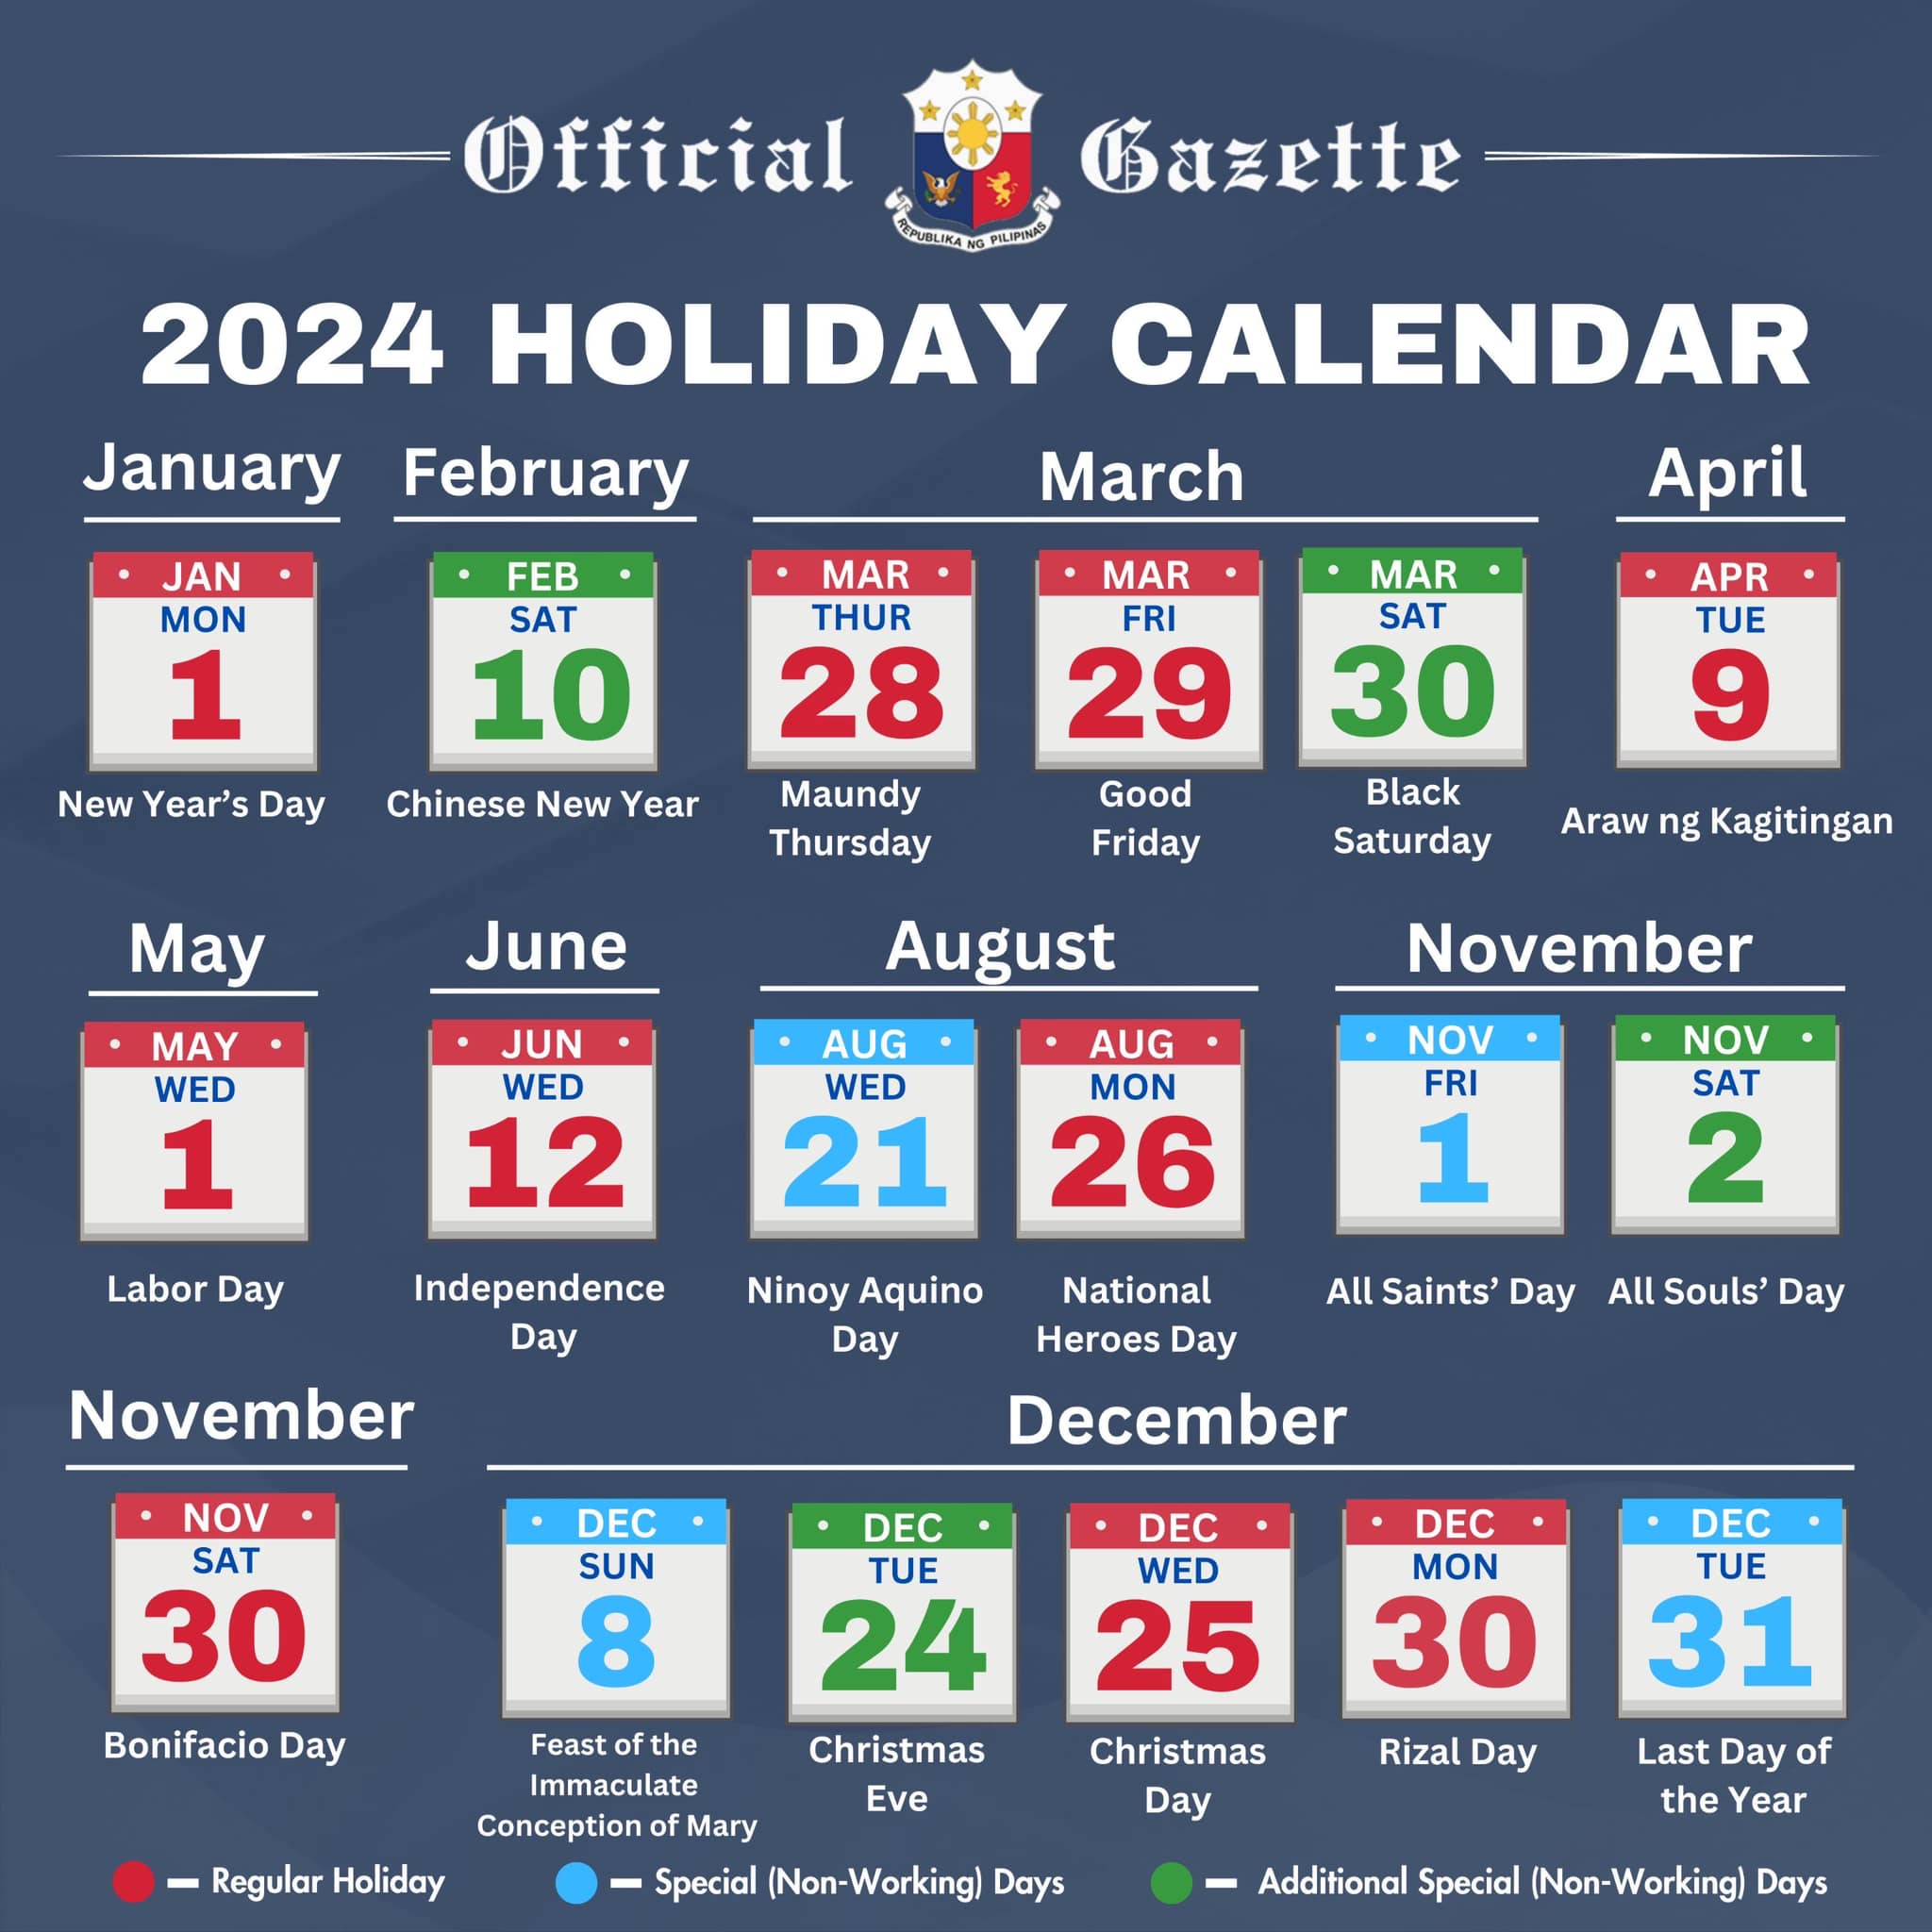 Official Gazette
REPUBLIKA NG PILIPINAS
2024 HOLIDAY CALENDAR
January
JAN
MON
1
New Year's Day
February
FEB
SAT
10
Chinese New Year
March
MAR
THUR
28
Maundy
Thursday
MAR
FRI
29
Good
Friday
MAR
SAT
30
Black
Saturday
April
APR
TUE
9
Araw ng Kagitingan
May
MAY
WED
1
Labor Day
June
JUN
WED
12
Independence
Day
August
AUG
WED
21
Ninoy Aquino
Day
AUG
MON
26
National
Heroes Day
November
NOV
FRI
1
All Saints' Day
NOV
SAT
2
All Souls' Day
November
NOV
SAT
30
Bonifacio Day
December
DEC
SUN
8
Feast of the
Immaculate
Conception of Mary
DEC
TUE
24
Christmas
Eve
DEC
WED
25
Christmas
Day
DEC
MON
30
Rizal Day
DEC
TUE
31
Last Day of
the Year
— Regular Holiday
— Special (Non-Working) Days
— Additional Special (Non-Working) Days